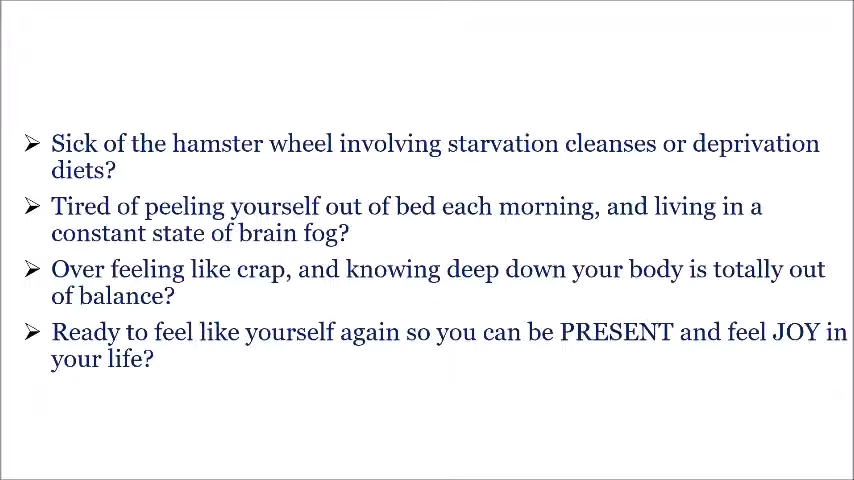 ➢ Sick of the hamster wheel involving starvation cleanses or deprivation
diets?
➢ Tired of peeling yourself out of bed each morning, and living in a
constant state of brain fog?
➢ Over feeling like crap, and knowing deep down your body is totally out
of balance?
➢ Ready to feel like yourself again so you can be PRESENT and feel JOY in
your life?